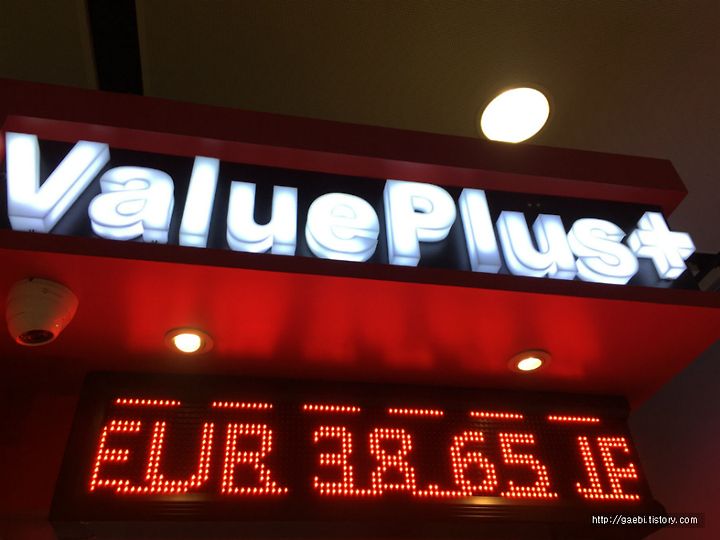 ValuePlus*
EUR 38.65 JP
http://gaebi.tistory.com